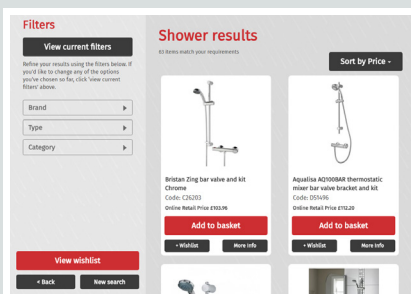 Filters
View current filters
Refine your results using the filters below. If
you'd like to change any of the options
you've chosen so far, click 'view current
filters' above.
Brand
Type
Category
View wishlist
< Back
New search
Shower results
63 items match your requirements
Sort by Price -
Bristan Zing bar valve and kit
Chrome
Code: C26203
Online Retail Price £103.96
Add to basket
+ Wishlist
More Info
Aqualisa AQ100BAR thermostatic
mixer bar valve bracket and kit
Code: D51496
Online Retail Price £112.20
Add to basket
+ Wishlist
More Info